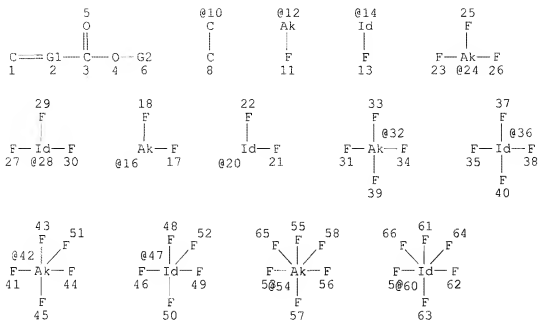 5 @10 @12 @14 25
O C Ak Id F
C G1 C O G2 C F F F Ak F
1 2 3 4 6 8 11 13 23 @24 26
29 18 22 33 37
F F F F F
@32 @36
F Id F Ak F Id F F Ak F F Id F
27 @28 30 @16 17 @20 21 31 34 35 38
F F
39 40
43 51 48 52 65 55 58 66 61 64
@42 F F @47 F F F F F F F F
F Ak F F Id F F Ak F F Id F
41 44 46 49 53 @54 56 59 @60 62
F F F F
45 50 57 63